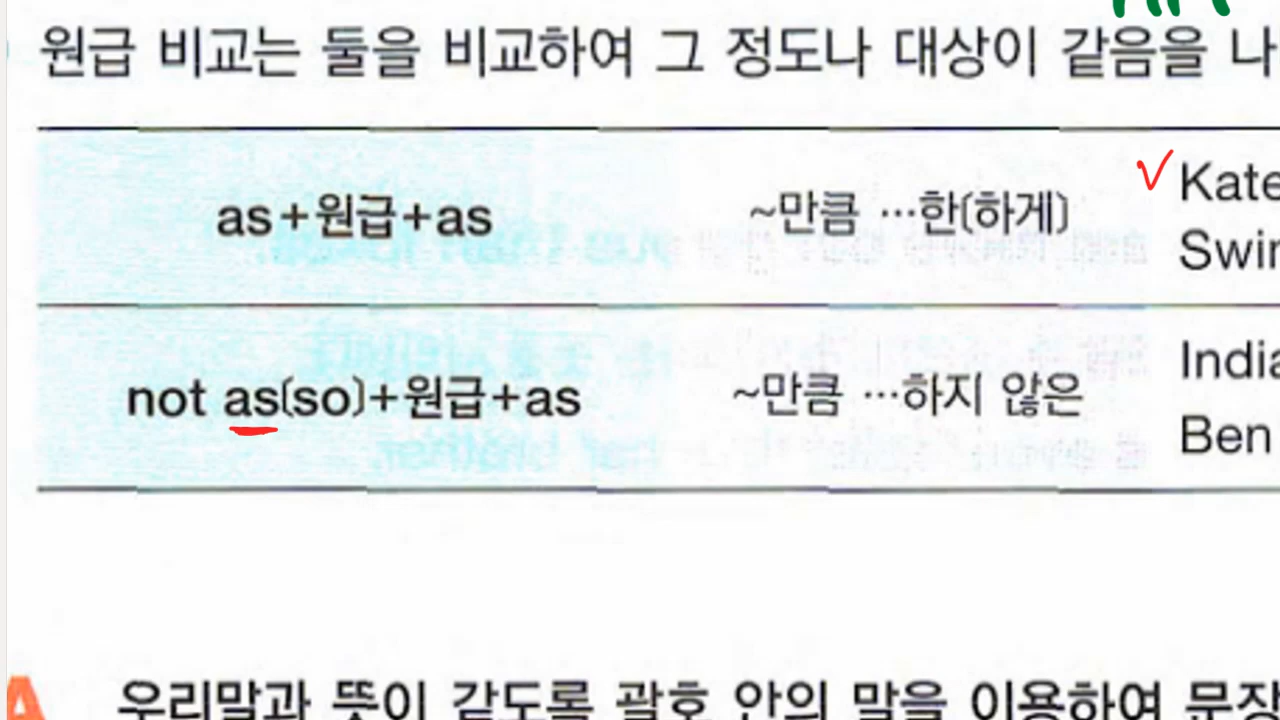 원급 비교는 둘을 비교하여 그 정도나 대상이 같음을 나
as+원급+as
~만큼 …한(하게)
Kate
Swim
not as(so)+원급+as
~만큼 …하지 않은
India
Ben
A 우리말과 뜻이 같도록 괄호 안의 말을 이용하여 문장